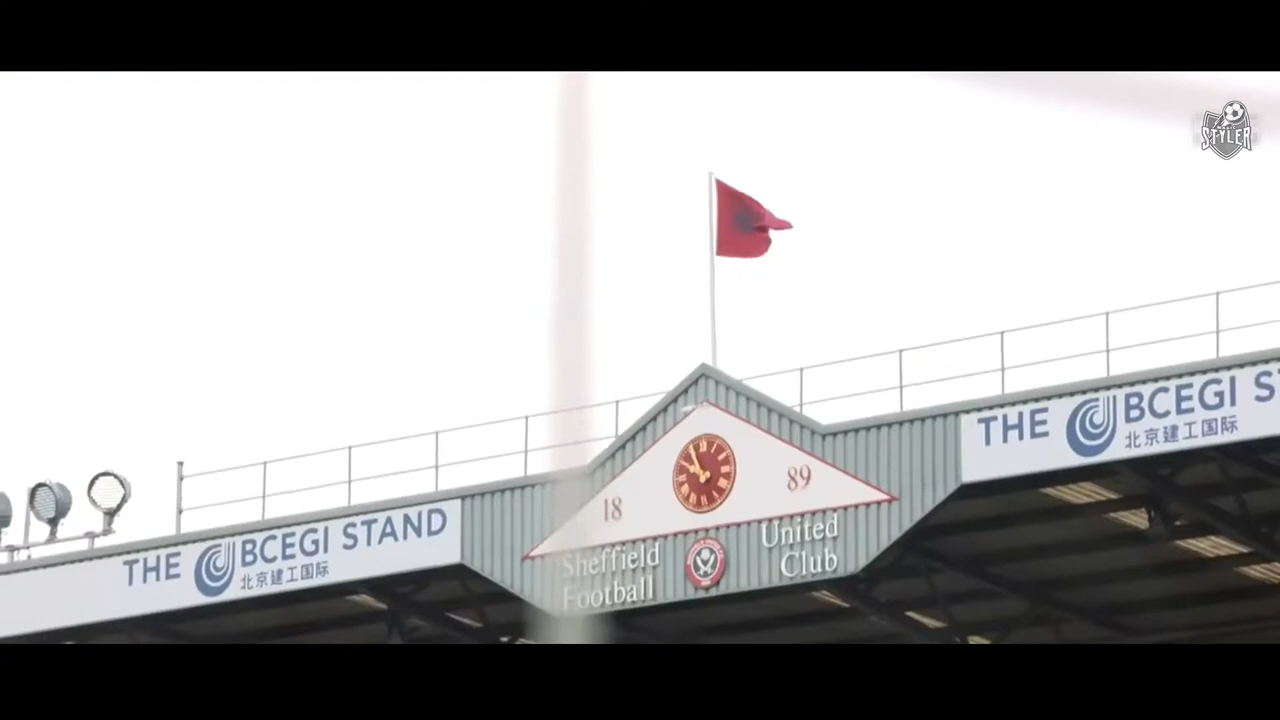 STYLER
THE BCEGI STAND
北京建工国际
18 89
Sheffield United
Football Club
THE BCEGI ST
北京建工国际